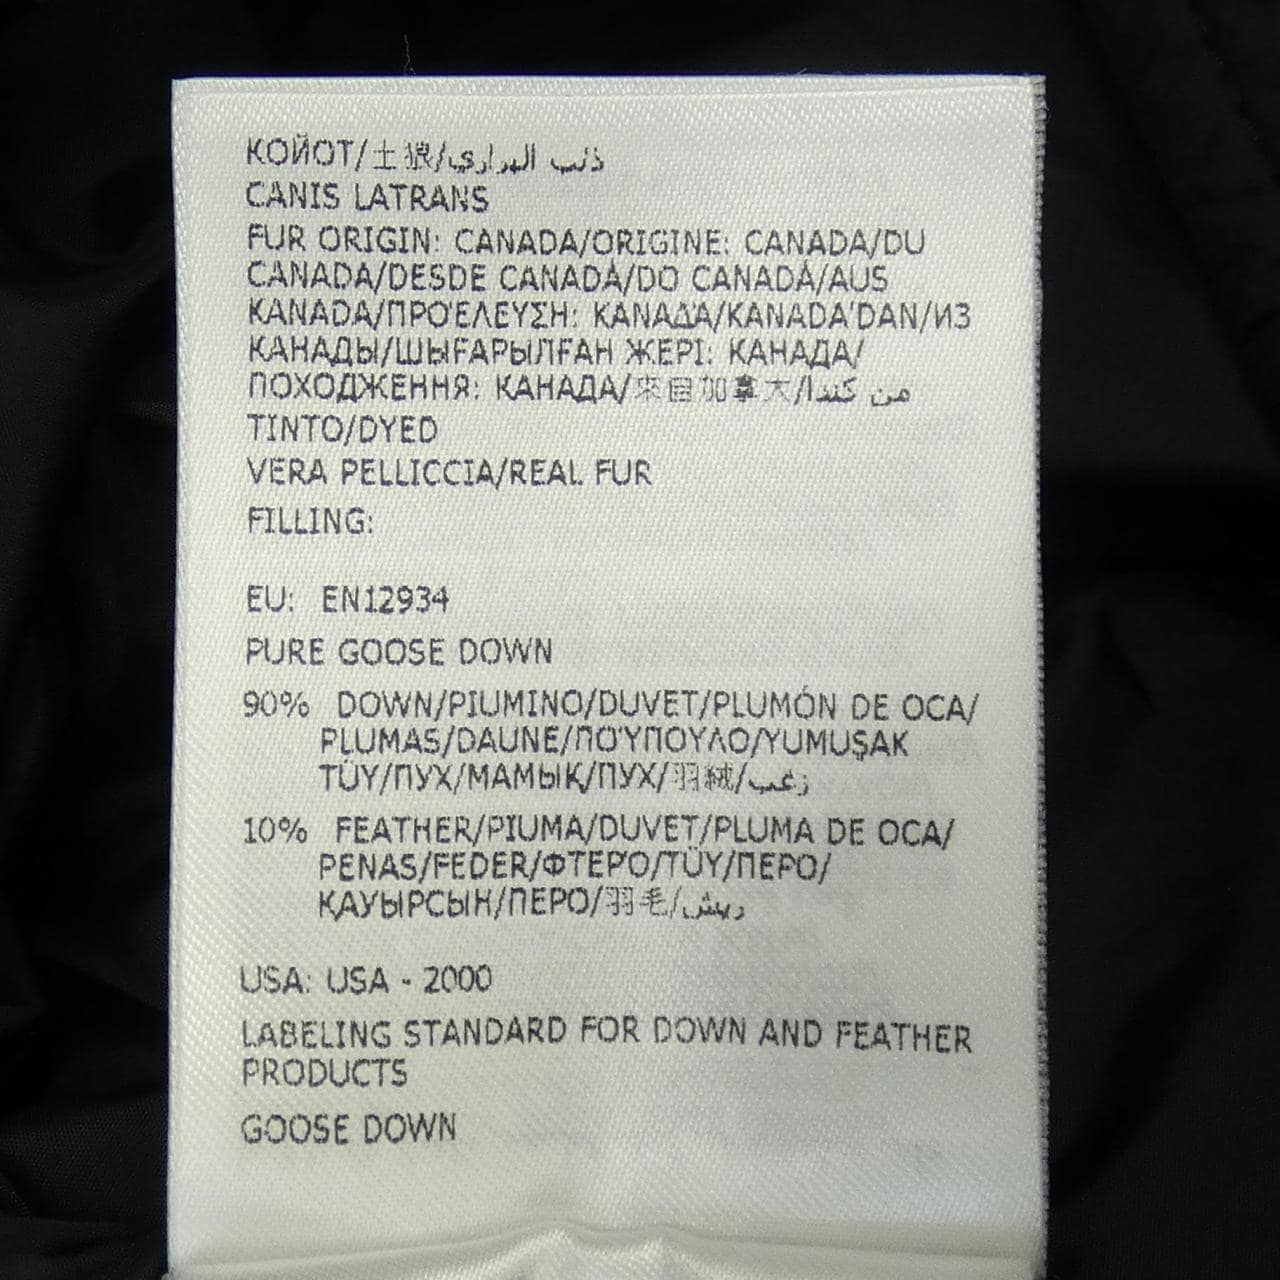 КОЙОТ/土狼/ذئب البراري
CANIS LATRANS
FUR ORIGIN: CANADA/ORIGINE: CANADA/DU
CANADA/DESDE CANADÁ/DO CANADÁ/AUS
KANADA/ΠΡΟΈΛΕΥΣΗ: ΚΑΝΑΔΆ/KANADA'DAN/ИЗ
КАНАДЫ/ШЫҒАРЫЛҒАН ЖЕРІ: КАНАДА/
ПОХОДЖЕННЯ: КАНАДА/來自加拿大/من كندا
TINTO/DYED
VERA PELLICCIA/REAL FUR
FILLING:
EU: EN12934
PURE GOOSE DOWN
90% DOWN/PIUMINO/DUVET/PLUMÓN DE OCA/
PLUMAS/DAUNE/ΠΟΎΠΟΥΛΟ/YUMUŞAK
TÜY/ПУХ/МАМЫҚ/ПУХ/羽絨/زغب
10% FEATHER/PIUMA/DUVET/PLUMA DE OCA/
PENAS/FEDER/ΦΤΕΡΌ/TÜY/ПЕРО/
ҚАУЫРСЫН/ПЕРО/羽毛/ريش
USA: USA - 2000
LABELING STANDARD FOR DOWN AND FEATHER
PRODUCTS
GOOSE DOWN